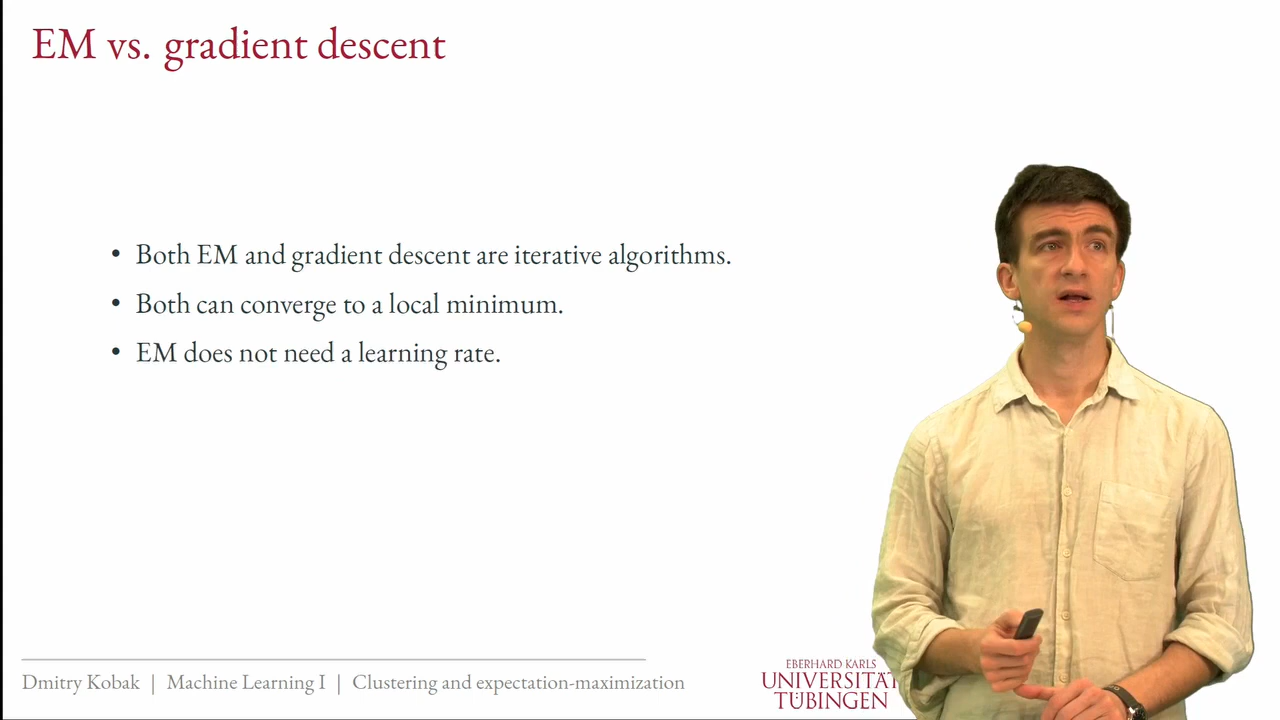 EM vs. gradient descent
• Both EM and gradient descent are iterative algorithms.
• Both can converge to a local minimum.
• EM does not need a learning rate.
Dmitry Kobak | Machine Learning I | Clustering and expectation-maximization
EBERHARD KARLS
UNIVERSITÄT
TÜBINGEN